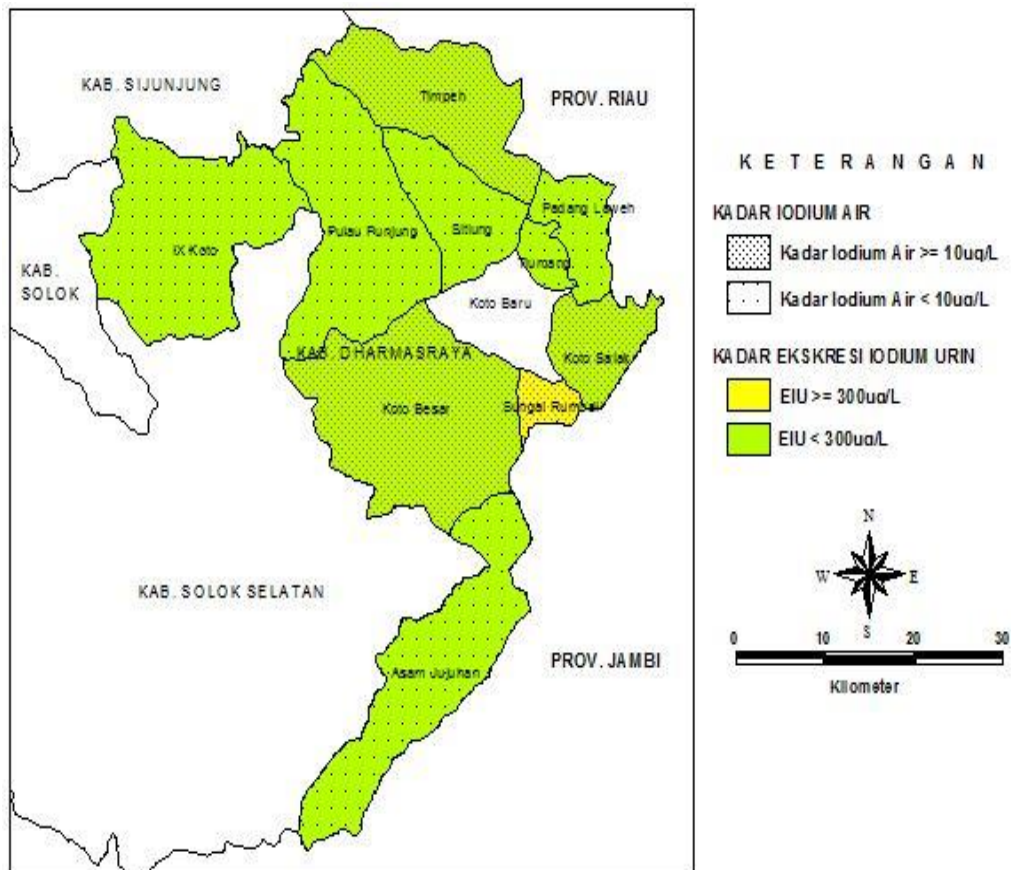 KAB. SIJUNJUNG
Timpeh
PROV. RIAU
Padang Laweh
Pulau Punjung
Sitiung
IX Koto
Tiumang
KAB.
SOLOK
Koto Baru
KAB. DHARMASRAYA
Koto Salak
Koto Besar
Sungai Rumbai
KAB. SOLOK SELATAN
PROV. JAMBI
Asam Jujuhan
K E T E R A N G A N
KADAR IODIUM AIR
Kadar Iodium Air >= 10ug/L
Kadar Iodium Air < 10ug/L
KADAR EKSKRESI IODIUM URIN
EIU >= 300ug/L
EIU < 300ug/L
N
W E
S
0 10 20 30
Kilometer